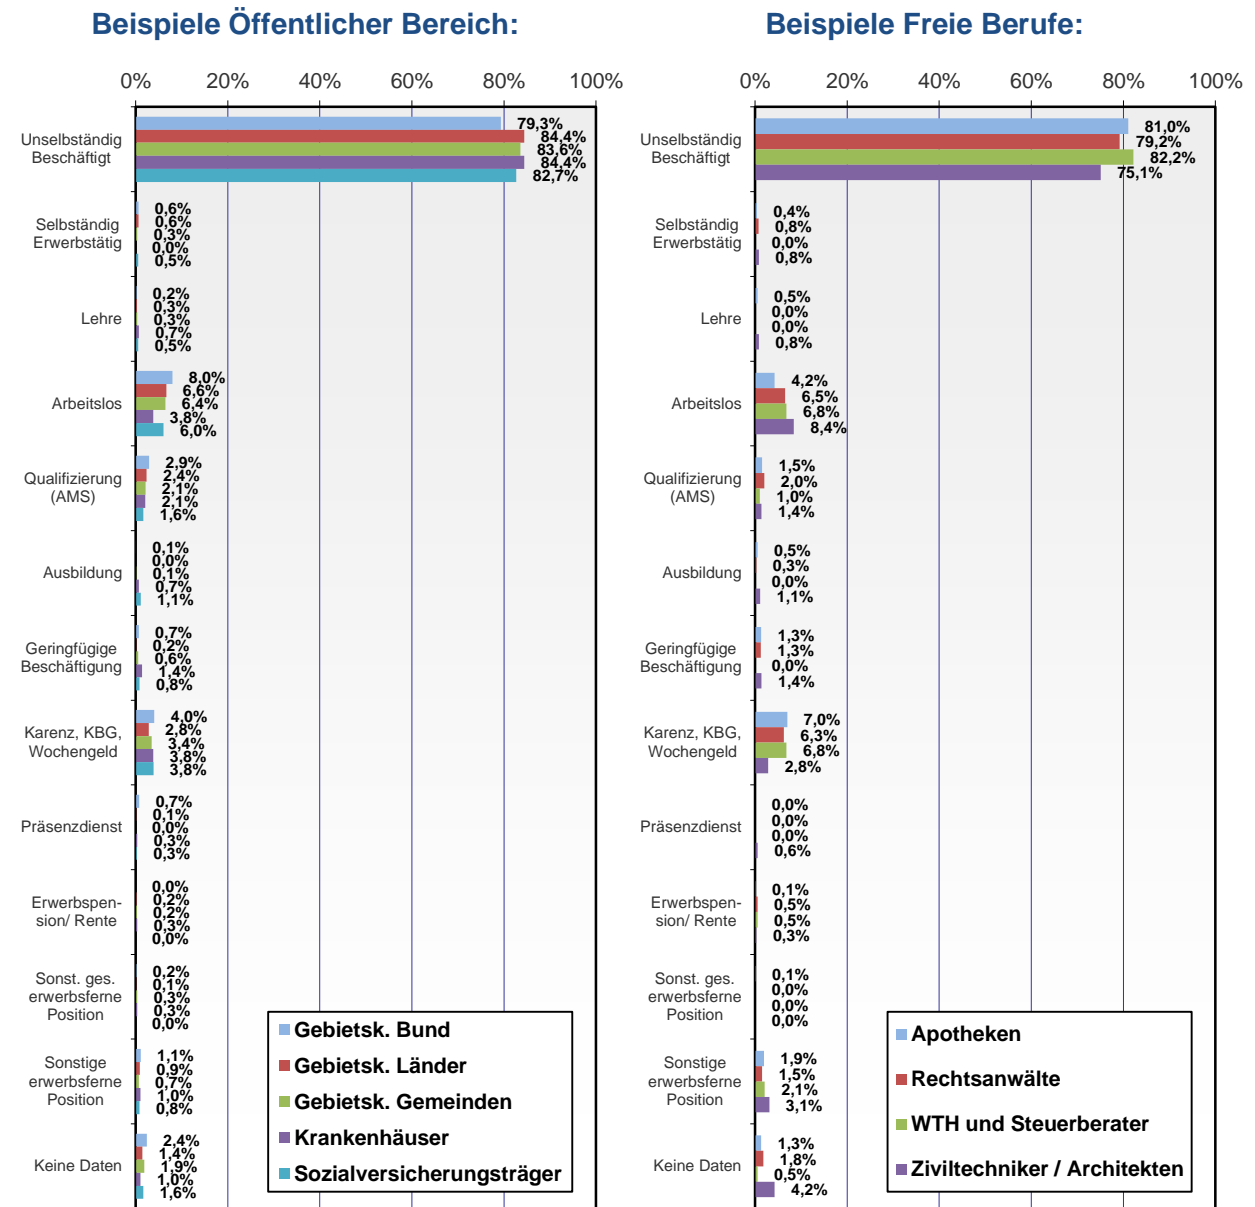 Beispiele Öffentlicher Bereich:
0% 20% 40% 60% 80% 100%
Unselbständig
Beschäftigt
79,3%
84,4%
83,6%
84,4%
82,7%
Selbständig
Erwerbstätig
0,6%
0,6%
0,3%
0,0%
0,5%
Lehre
0,2%
0,3%
0,3%
0,7%
0,5%
Arbeitslos
8,0%
6,6%
6,4%
3,8%
6,0%
Qualifizierung
(AMS)
2,9%
2,4%
2,1%
2,1%
1,6%
Ausbildung
0,1%
0,0%
0,1%
0,7%
1,1%
Geringfügige
Beschäftigung
0,7%
0,2%
0,6%
1,4%
0,8%
Karenz, KBG,
Wochengeld
4,0%
2,8%
3,4%
3,8%
3,8%
Präsenzdienst
0,7%
0,1%
0,0%
0,3%
0,3%
Erwerbspen-
sion/ Rente
0,0%
0,2%
0,2%
0,3%
0,0%
Sonst. ges.
erwerbsferne
Position
0,2%
0,1%
0,3%
0,3%
0,0%
Sonstige
erwerbsferne
Position
1,1%
0,9%
0,7%
1,0%
0,8%
Keine Daten
2,4%
1,4%
1,9%
1,0%
1,6%
Gebietsk. Bund
Gebietsk. Länder
Gebietsk. Gemeinden
Krankenhäuser
Sozialversicherungsträger
Beispiele Freie Berufe:
0% 20% 40% 60% 80% 100%
Unselbständig
Beschäftigt
81,0%
79,2%
82,2%
75,1%
Selbständig
Erwerbstätig
0,4%
0,8%
0,0%
0,8%
Lehre
0,5%
0,0%
0,0%
0,8%
Arbeitslos
4,2%
6,5%
6,8%
8,4%
Qualifizierung
(AMS)
1,5%
2,0%
1,0%
1,4%
Ausbildung
0,5%
0,3%
0,0%
1,1%
Geringfügige
Beschäftigung
1,3%
1,3%
0,0%
1,4%
Karenz, KBG,
Wochengeld
7,0%
6,3%
6,8%
2,8%
Präsenzdienst
0,0%
0,0%
0,0%
0,6%
Erwerbspen-
sion/ Rente
0,1%
0,5%
0,5%
0,3%
Sonst. ges.
erwerbsferne
Position
0,1%
0,0%
0,0%
0,0%
Sonstige
erwerbsferne
Position
1,9%
1,5%
2,1%
3,1%
Keine Daten
1,3%
1,8%
0,5%
4,2%
Apotheken
Rechtsanwälte
WTH und Steuerberater
Ziviltechniker / Architekten